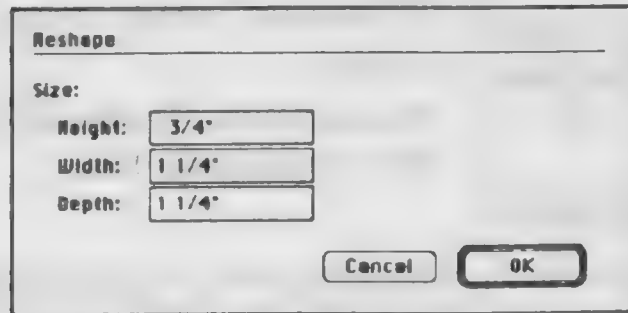 Reshape
Size:
Height: 3/4"
Width: 1 1/4"
Depth: 1 1/4"
Cancel OK